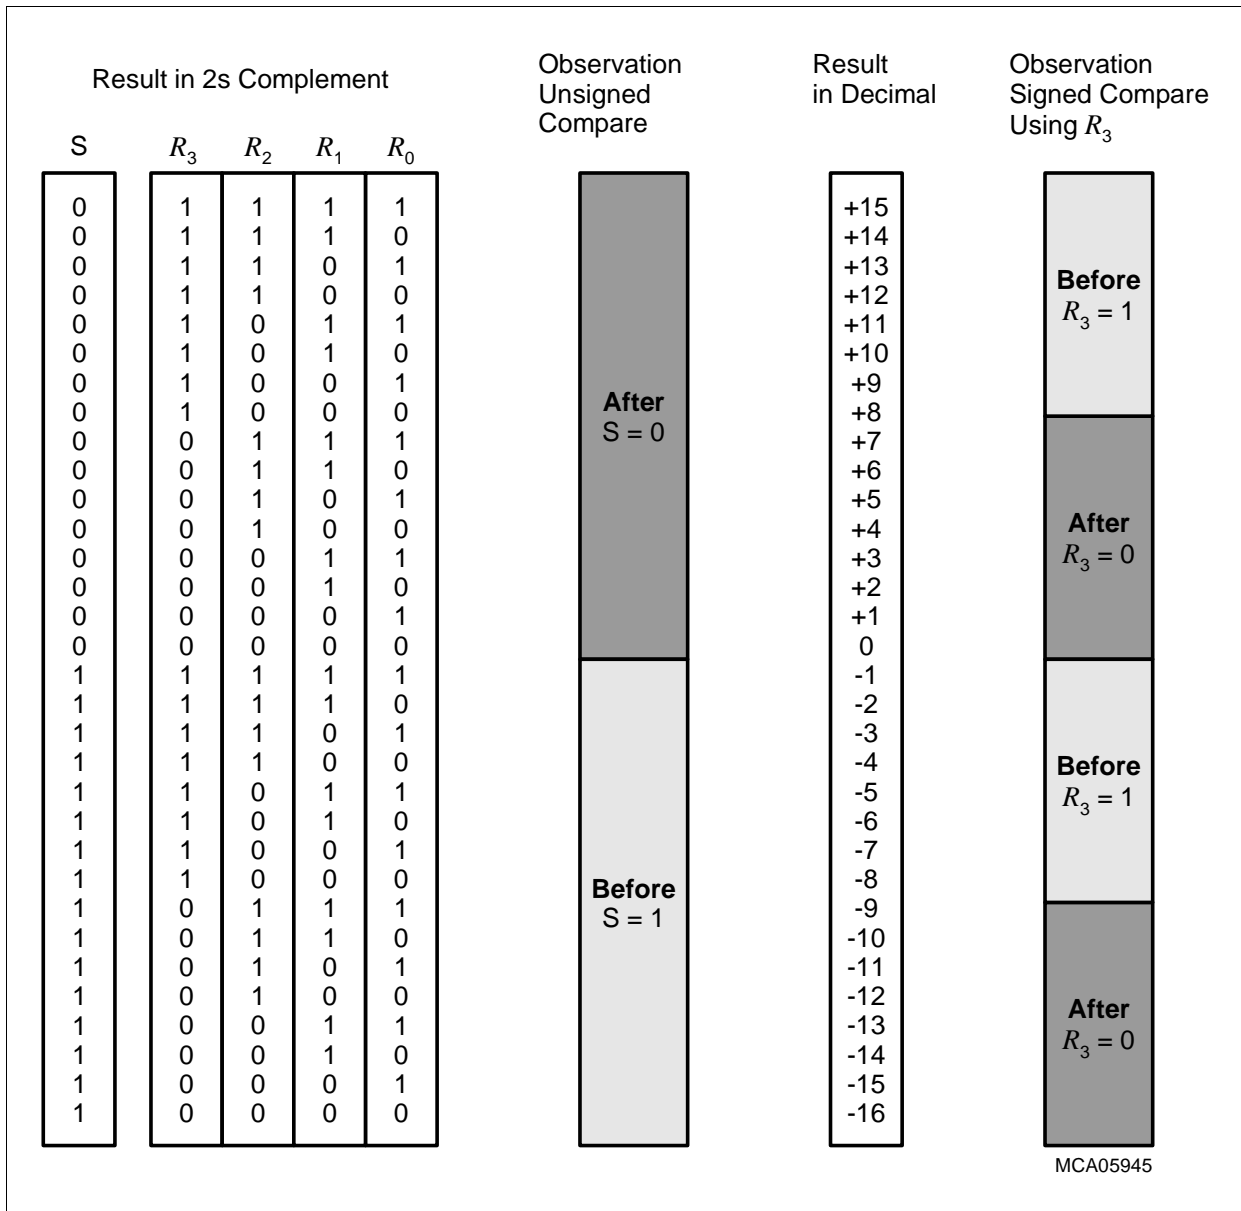 Result in 2s Complement
Observation
Unsigned
Compare
Result
in Decimal
Observation
Signed Compare
Using R3
S R3 R2 R1 R0
0 1 1 1 1 +15
0 1 1 1 0 +14
0 1 1 0 1 +13
0 1 1 0 0 +12
0 1 0 1 1 +11
0 1 0 1 0 +10
0 1 0 0 1 +9
0 1 0 0 0 +8
0 0 1 1 1 +7
0 0 1 1 0 +6
0 0 1 0 1 +5
0 0 1 0 0 +4
0 0 0 1 1 +3
0 0 0 1 0 +2
0 0 0 0 1 +1
0 0 0 0 0 0
1 1 1 1 1 -1
1 1 1 1 0 -2
1 1 1 0 1 -3
1 1 1 0 0 -4
1 1 0 1 1 -5
1 1 0 1 0 -6
1 1 0 0 1 -7
1 1 0 0 0 -8
1 0 1 1 1 -9
1 0 1 1 0 -10
1 0 1 0 1 -11
1 0 1 0 0 -12
1 0 0 1 1 -13
1 0 0 1 0 -14
1 0 0 0 1 -15
1 0 0 0 0 -16
After
S = 0
Before
S = 1
Before
R3 = 1
After
R3 = 0
Before
R3 = 1
After
R3 = 0
MCA05945